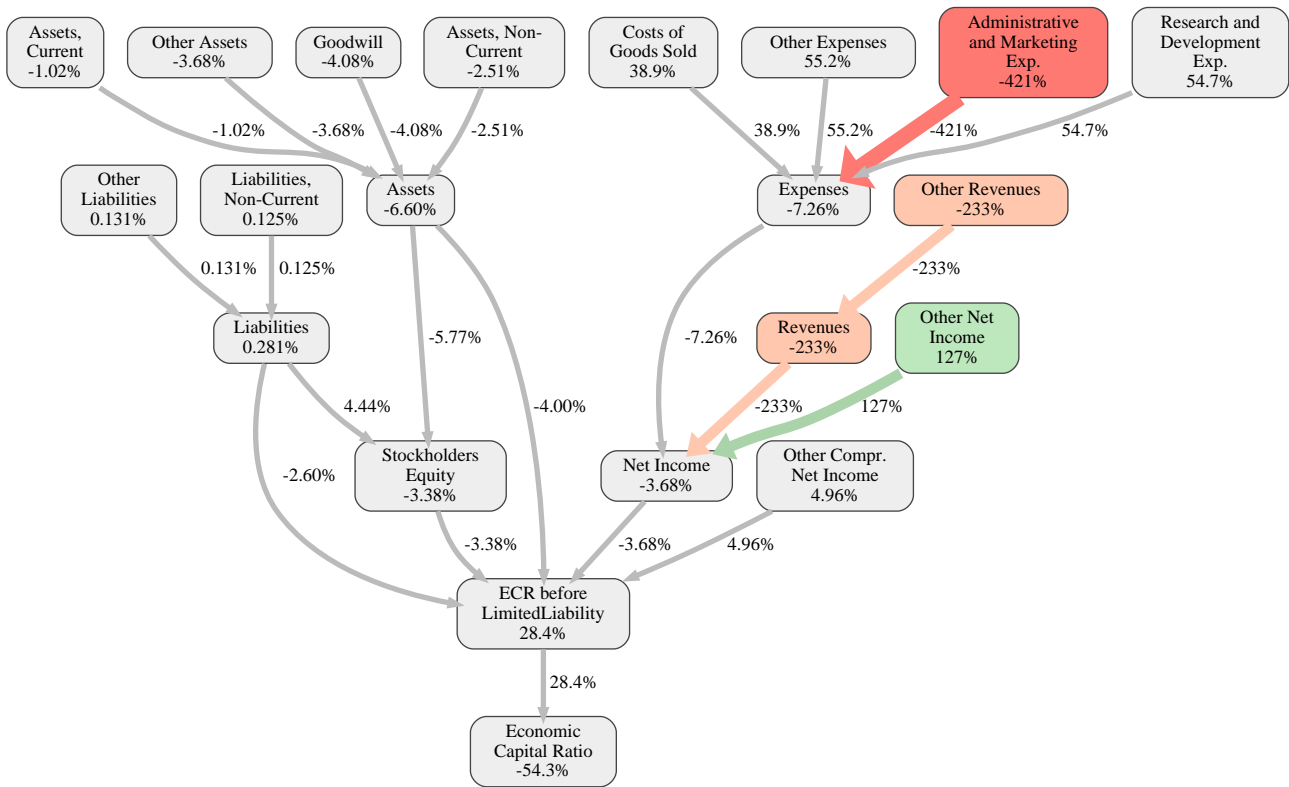 Assets,
Current
-1.02%
Other Assets
-3.68%
Goodwill
-4.08%
Assets, Non-
Current
-2.51%
Costs of
Goods Sold
38.9%
Other Expenses
55.2%
Administrative
and Marketing
Exp.
-421%
Research and
Development
Exp.
54.7%
-1.02%
-3.68%
-4.08%
-2.51%
38.9%
55.2%
-421%
54.7%
Other
Liabilities
0.131%
Liabilities,
Non-Current
0.125%
Assets
-6.60%
Expenses
-7.26%
Other Revenues
-233%
0.131%
0.125%
-233%
Liabilities
0.281%
-5.77%
-7.26%
Revenues
-233%
Other Net
Income
127%
4.44%
-4.00%
-233%
127%
-2.60%
Stockholders
Equity
-3.38%
Net Income
-3.68%
Other Compr.
Net Income
4.96%
-3.38%
-3.68%
4.96%
ECR before
LimitedLiability
28.4%
28.4%
Economic
Capital Ratio
-54.3%